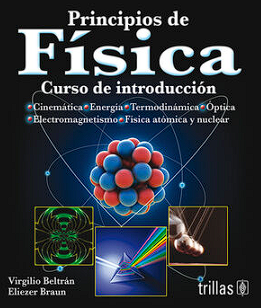 Principios de
Física
Curso de introducción
Cinemática Energía Termodinámica Óptica
Electromagnetismo Física atómica y nuclear
Virgilio Beltrán
Eliezer Braun
trillas